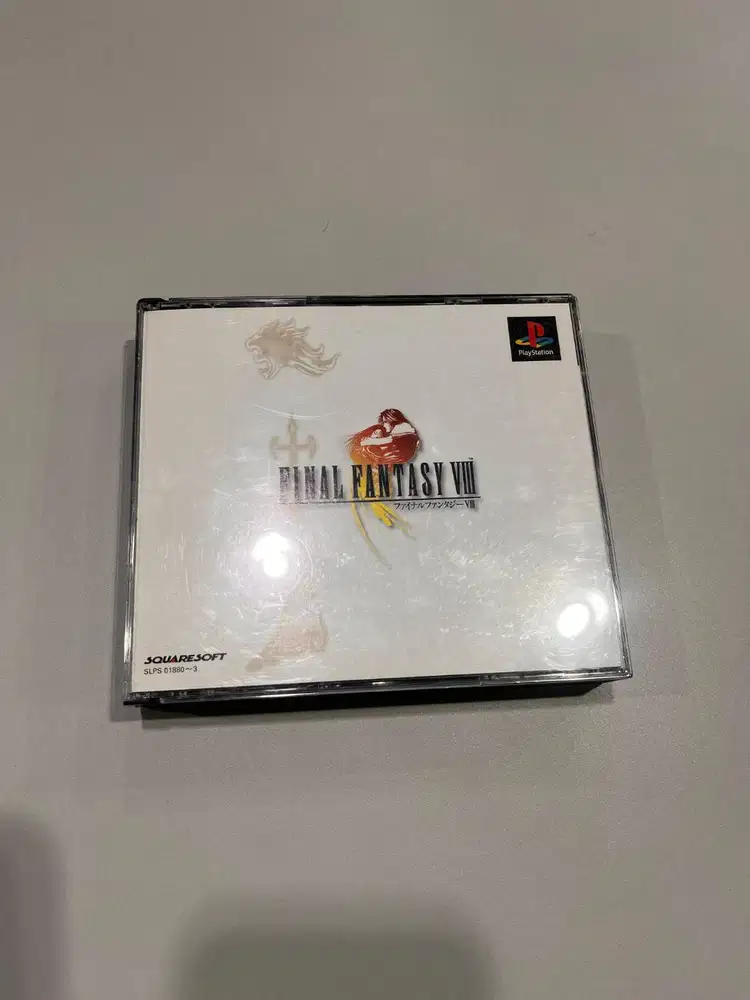 PlayStation
FINAL FANTASY VIII™
ファイナルファンタジーVIII
SQUARESOFT
SLPS 01880～3